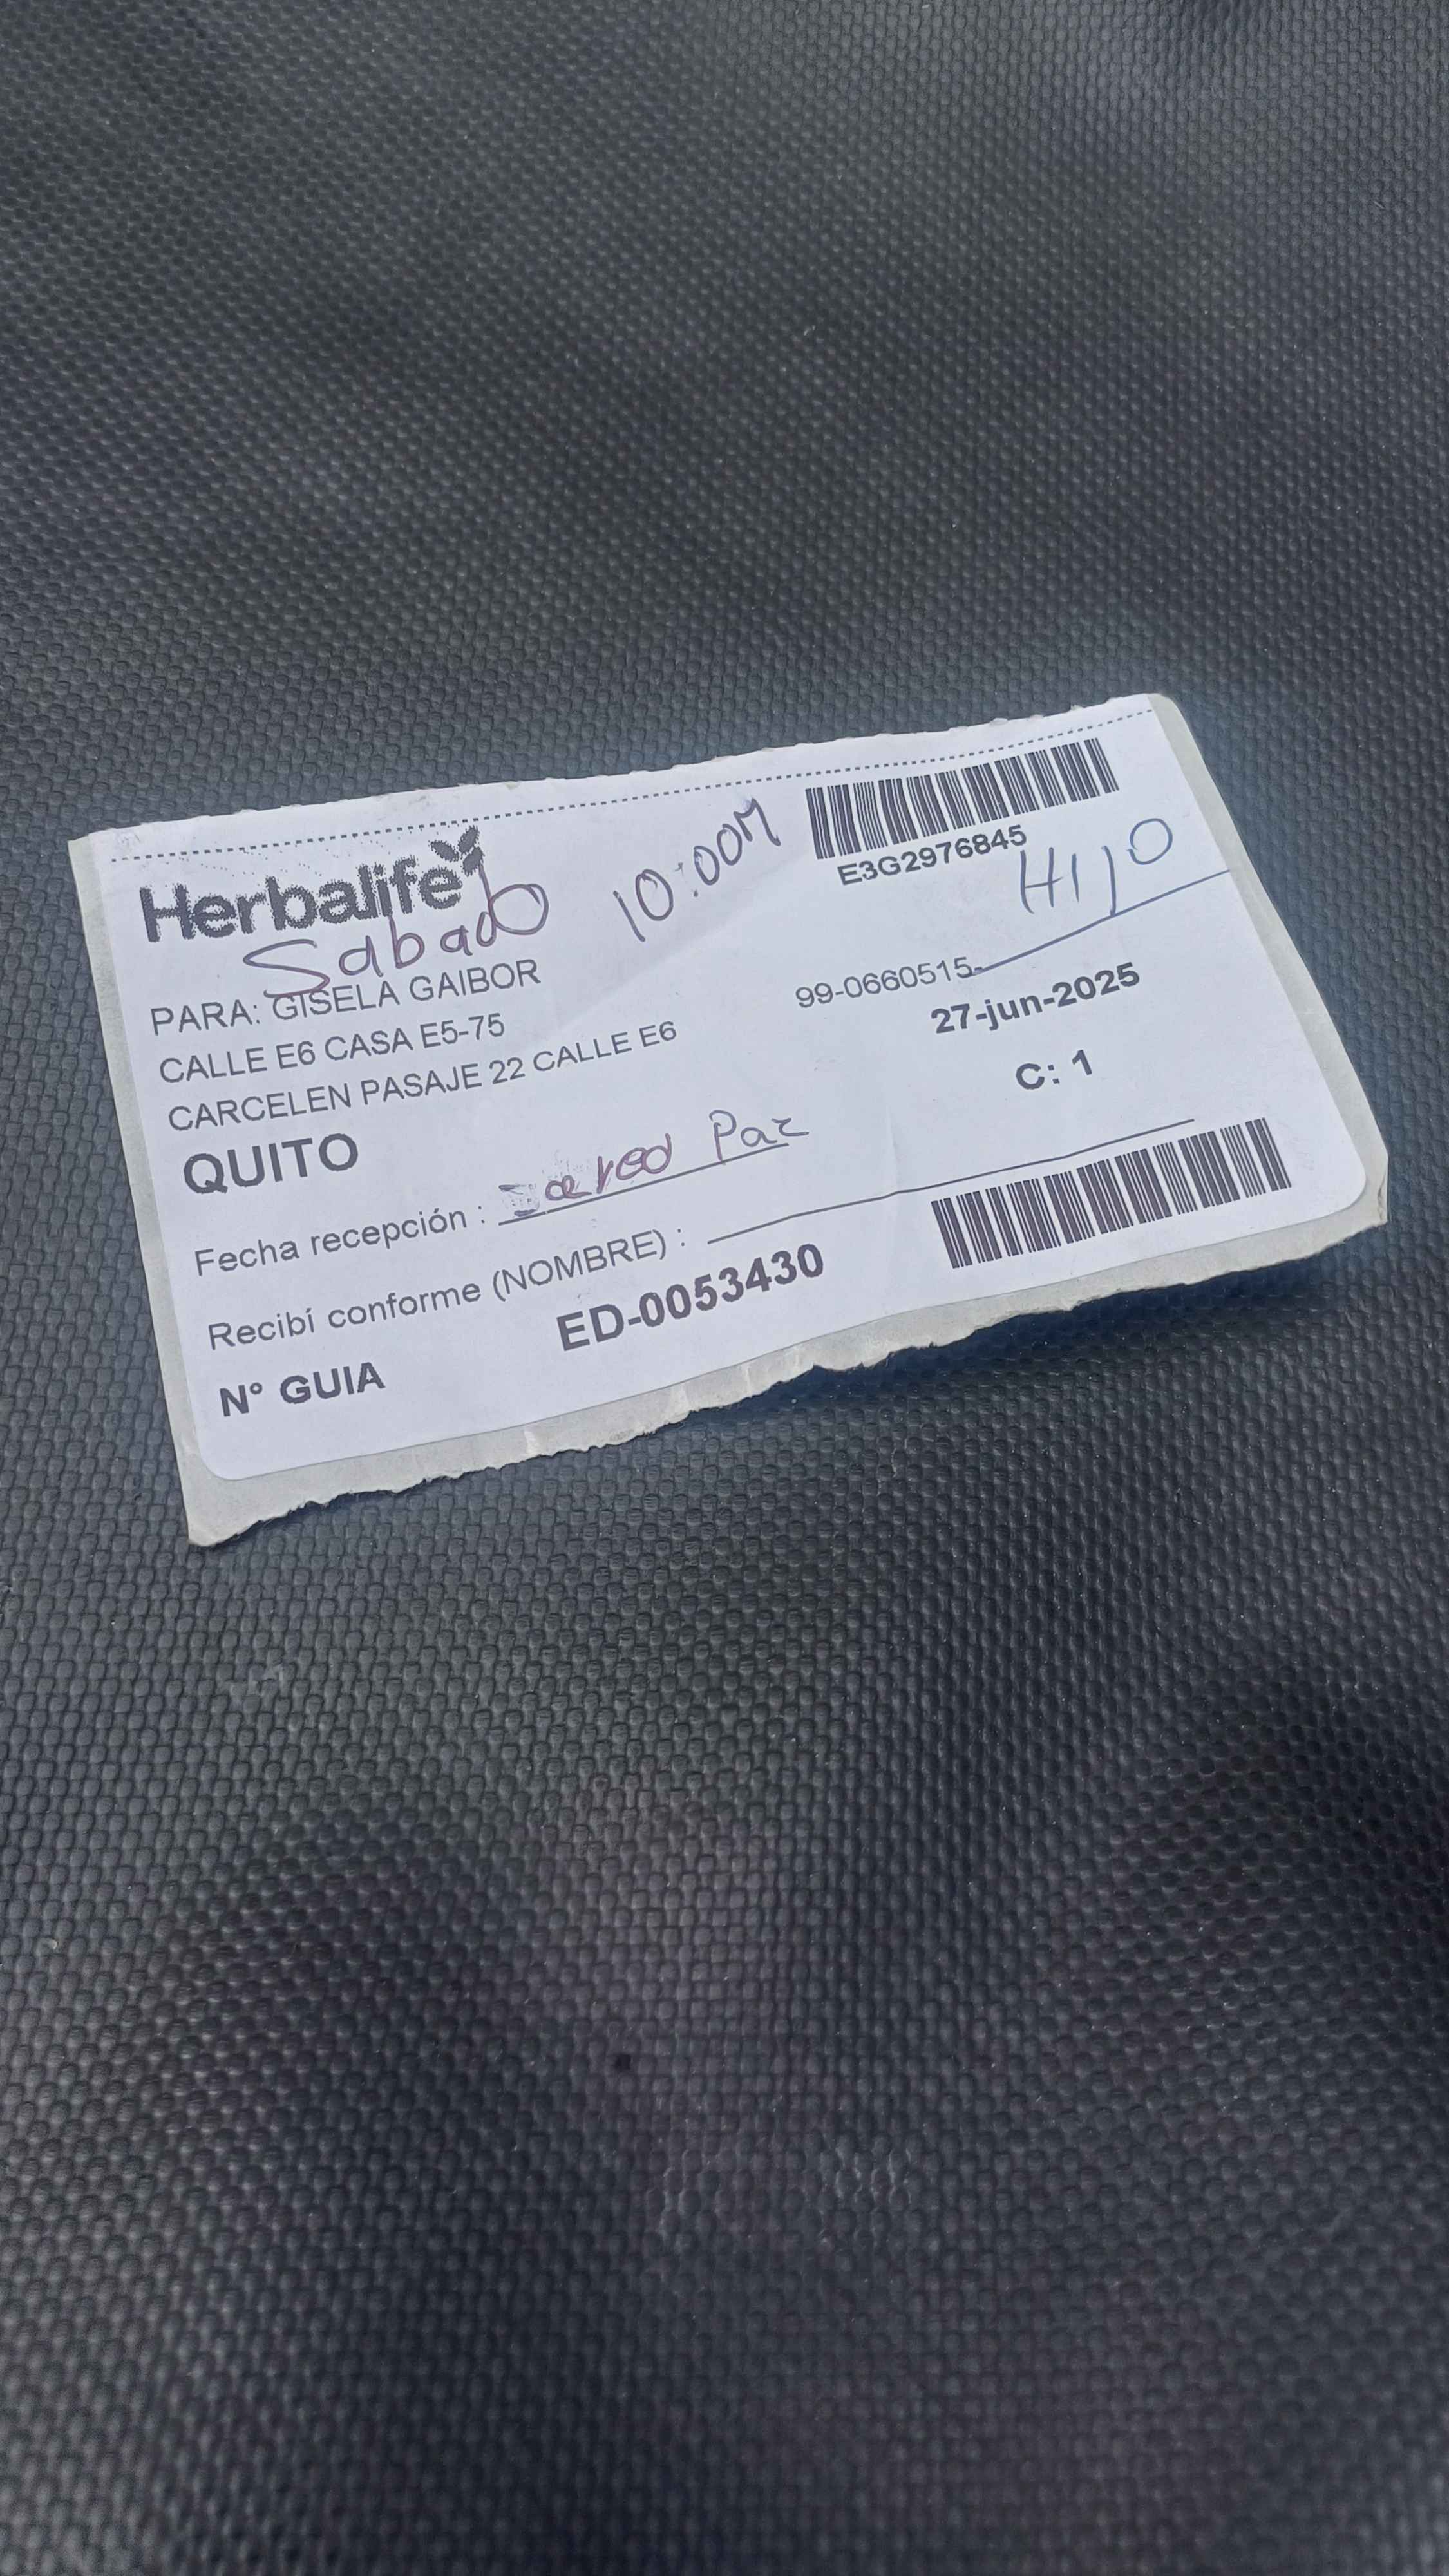 Herbalife
Sabado 10:00M
E3G2976845
HIJO
PARA: GISELA GAIBOR
99-0660515-
CALLE E6 CASA E5-75
27-jun-2025
CARCELEN PASAJE 22 CALLE E6
C: 1
QUITO
Fecha recepción : Jared Paz
Recibí conforme (NOMBRE) :
N° GUIA ED-0053430